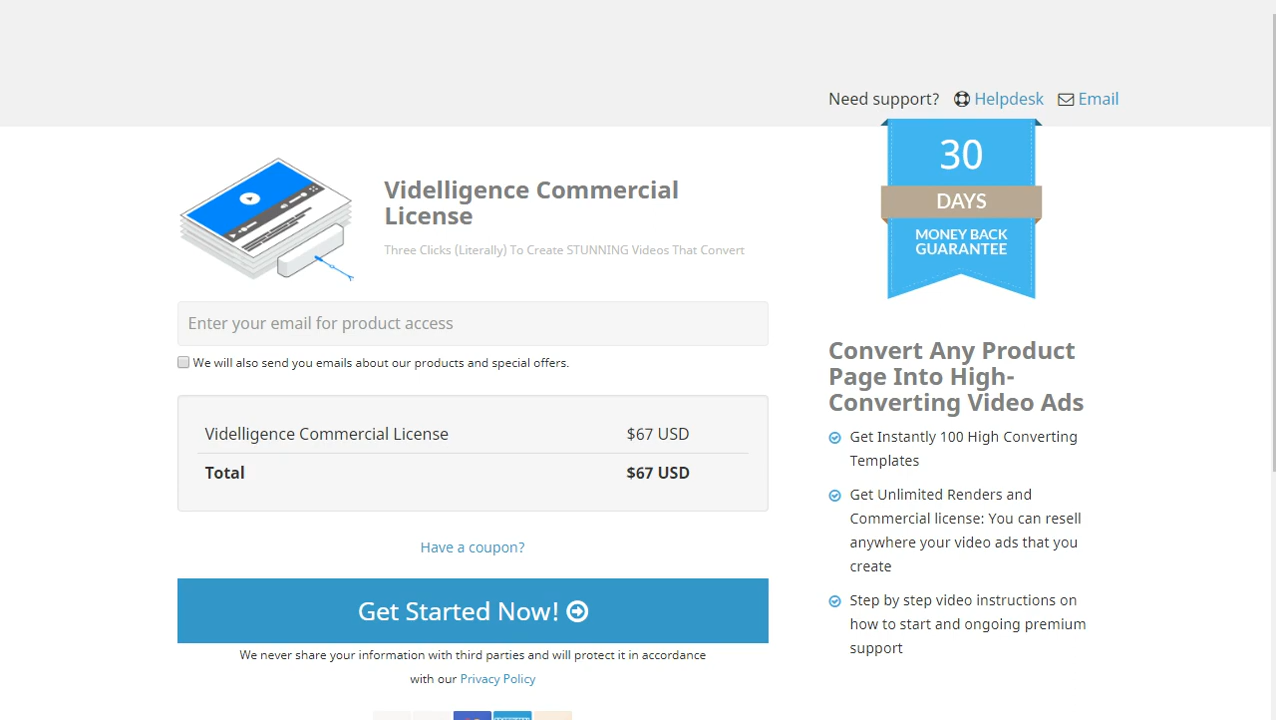 Need support? Helpdesk Email
30
DAYS
MONEY BACK
GUARANTEE
Videlligence Commercial
License
Three Clicks (Literally) To Create STUNNING Videos That Convert
Enter your email for product access
We will also send you emails about our products and special offers.
Videlligence Commercial License $67 USD
Total $67 USD
Have a coupon?
Get Started Now!
We never share your information with third parties and will protect it in accordance
with our Privacy Policy
Convert Any Product
Page Into High-
Converting Video Ads
Get Instantly 100 High Converting
Templates
Get Unlimited Renders and
Commercial license: You can resell
anywhere your video ads that you
create
Step by step video instructions on
how to start and ongoing premium
support